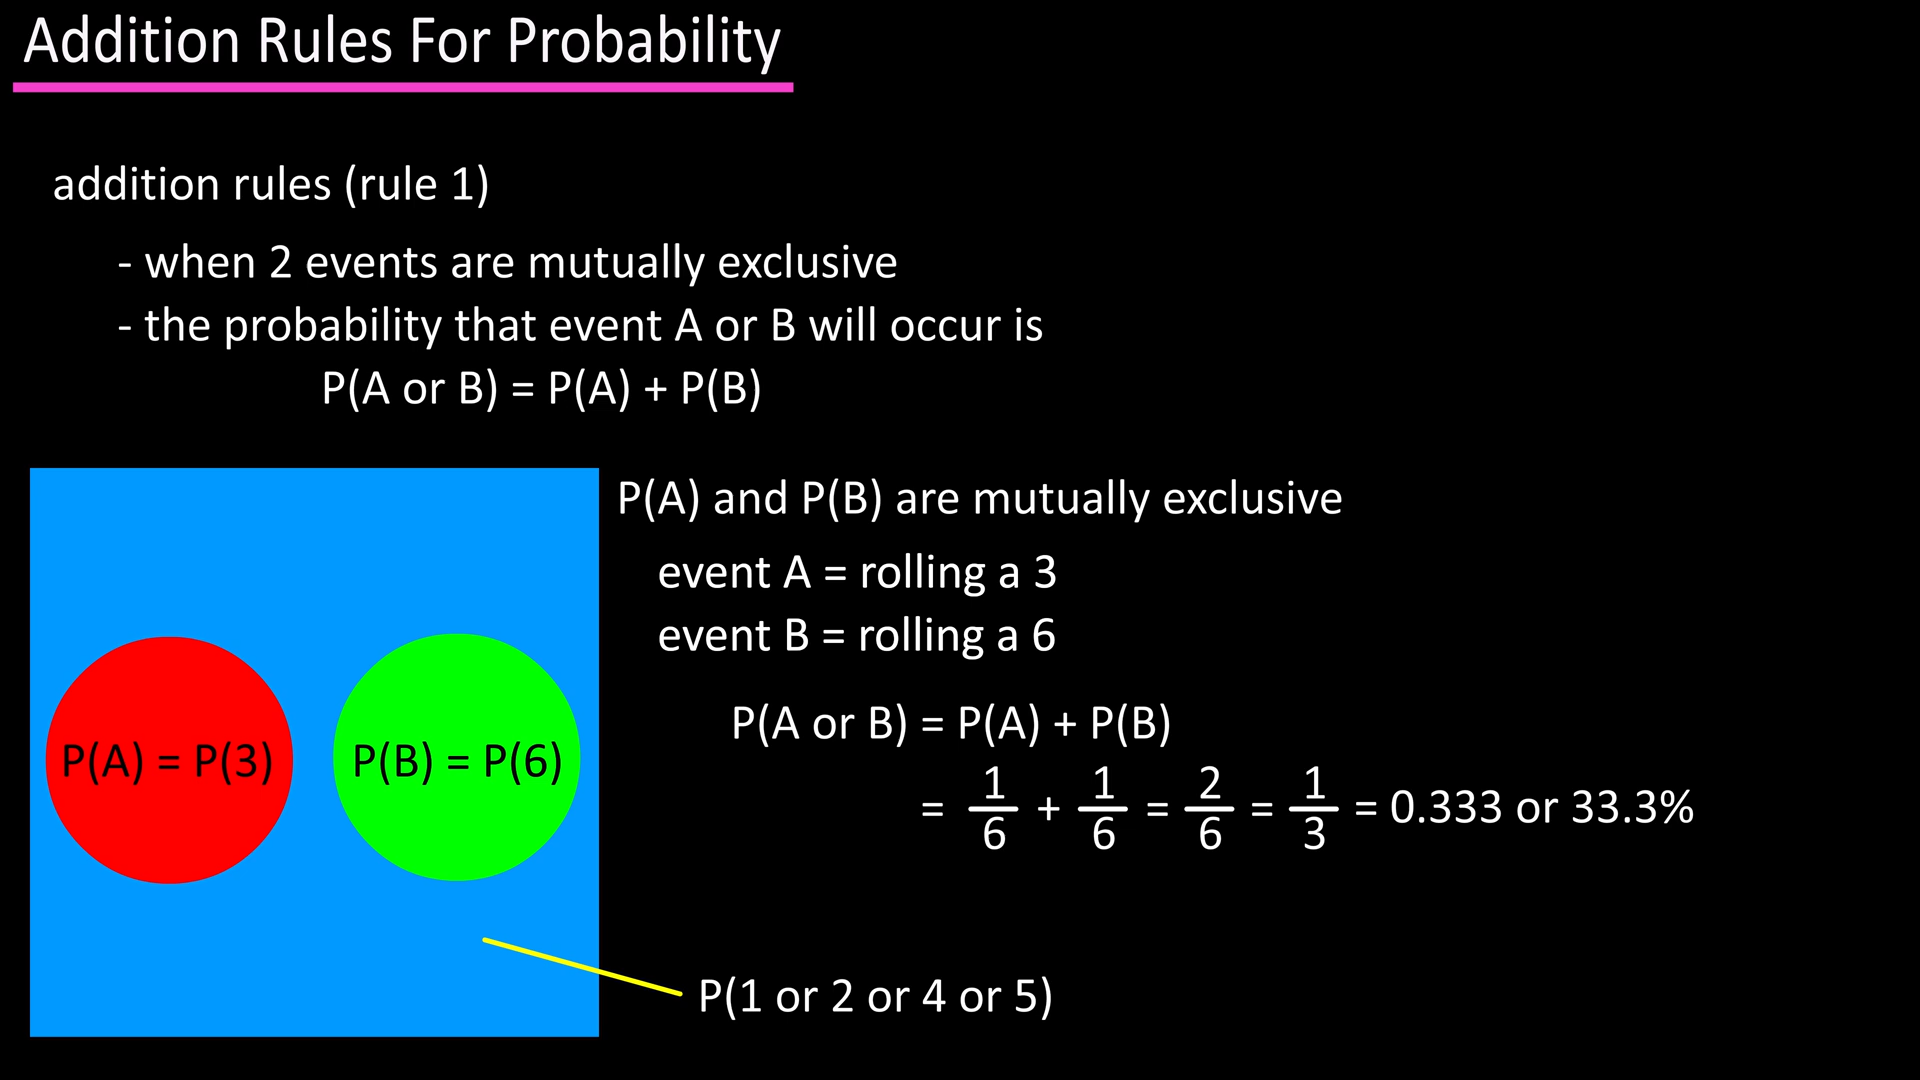 Addition Rules For Probability
addition rules (rule 1)
- when 2 events are mutually exclusive
- the probability that event A or B will occur is
P(A or B) = P(A) + P(B)
P(A) and P(B) are mutually exclusive
event A = rolling a 3
event B = rolling a 6
P(A or B) = P(A) + P(B)
= 1/6 + 1/6 = 2/6 = 1/3 = 0.333 or 33.3%
P(A) = P(3)
P(B) = P(6)
P(1 or 2 or 4 or 5)